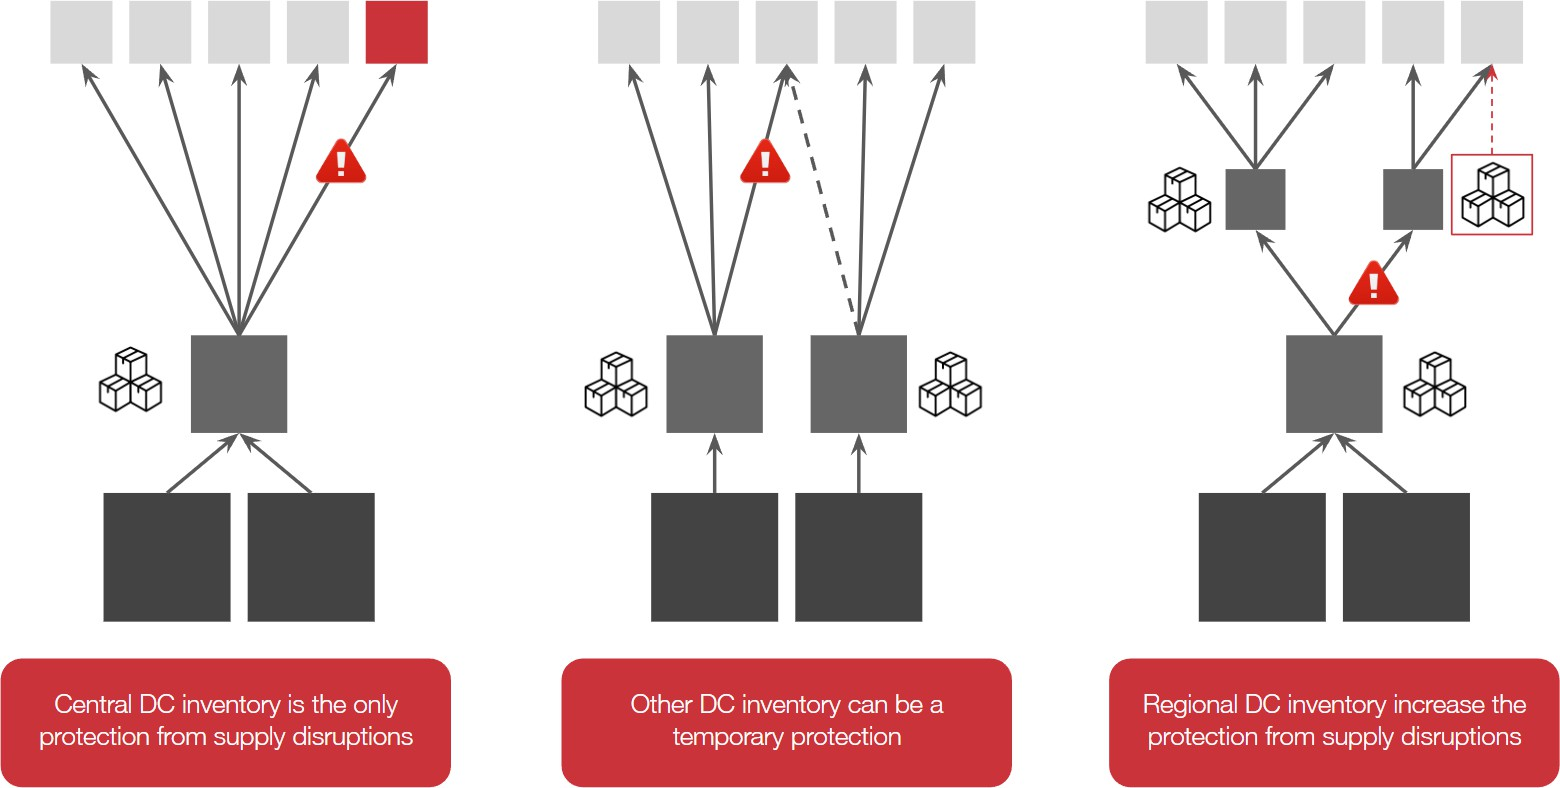 !
!
!
Central DC inventory is the only
protection from supply disruptions
Other DC inventory can be a
temporary protection
Regional DC inventory increase the
protection from supply disruptions